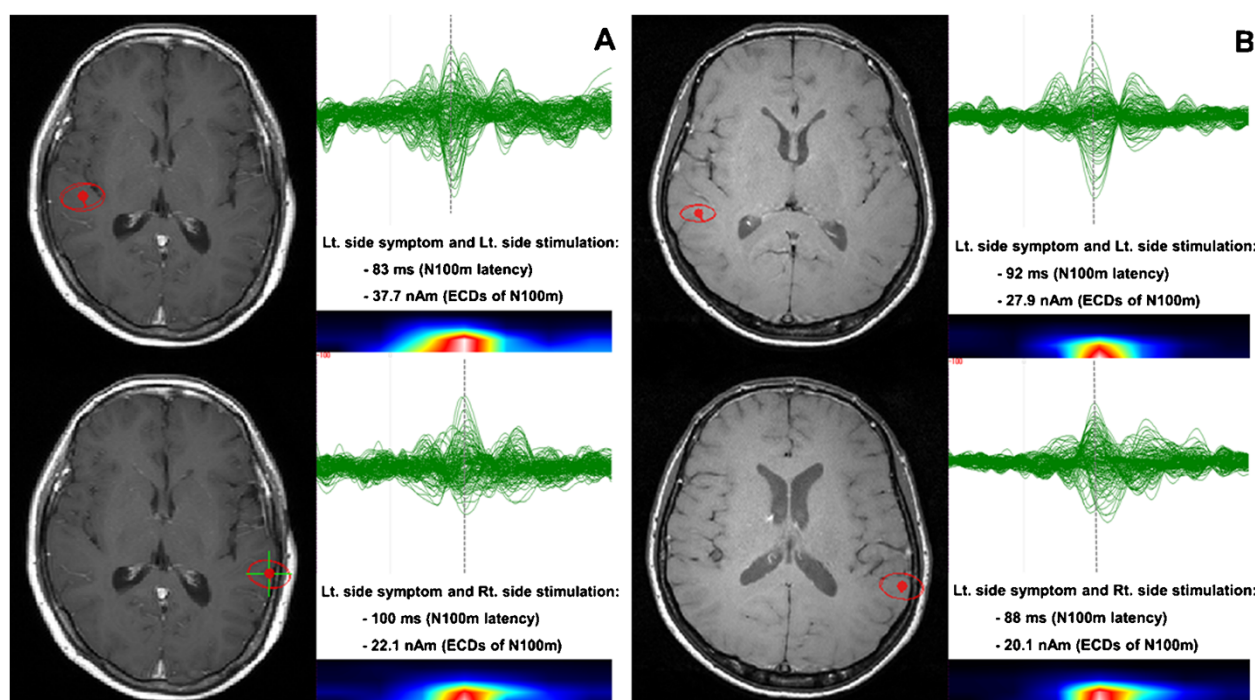 A
Lt. side symptom and Lt. side stimulation:
- 83 ms (N100m latency)
- 37.7 nAm (ECDs of N100m)
-100
Lt. side symptom and Rt. side stimulation:
- 100 ms (N100m latency)
- 22.1 nAm (ECDs of N100m)
B
Lt. side symptom and Lt. side stimulation:
- 92 ms (N100m latency)
- 27.9 nAm (ECDs of N100m)
-100
Lt. side symptom and Rt. side stimulation:
- 88 ms (N100m latency)
- 20.1 nAm (ECDs of N100m)